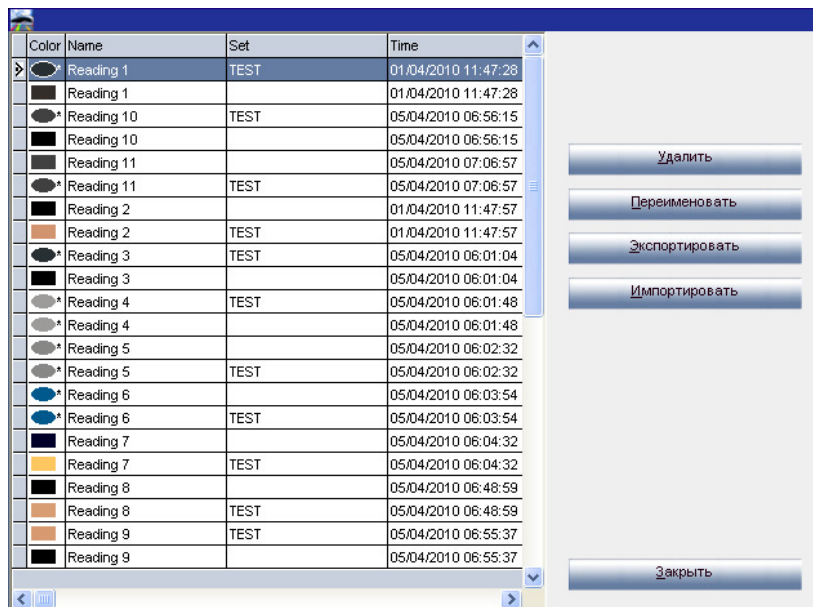 Color Name Set Time
* Reading 1 TEST 01/04/2010 11:47:28
Reading 1 01/04/2010 11:47:28
* Reading 10 TEST 05/04/2010 06:56:15
Reading 10 05/04/2010 06:56:15
Reading 11 05/04/2010 07:06:57
* Reading 11 TEST 05/04/2010 07:06:57
Reading 2 01/04/2010 11:47:57
Reading 2 TEST 01/04/2010 11:47:57
* Reading 3 TEST 05/04/2010 06:01:04
Reading 3 05/04/2010 06:01:04
* Reading 4 TEST 05/04/2010 06:01:48
* Reading 4 05/04/2010 06:01:48
* Reading 5 05/04/2010 06:02:32
* Reading 5 TEST 05/04/2010 06:02:32
* Reading 6 05/04/2010 06:03:54
* Reading 6 TEST 05/04/2010 06:03:54
Reading 7 05/04/2010 06:04:32
Reading 7 TEST 05/04/2010 06:04:32
Reading 8 05/04/2010 06:48:59
Reading 8 TEST 05/04/2010 06:48:59
Reading 9 TEST 05/04/2010 06:55:37
Reading 9 05/04/2010 06:55:37
Удалить
Переименовать
Экспортировать
Импортировать
Закрыть